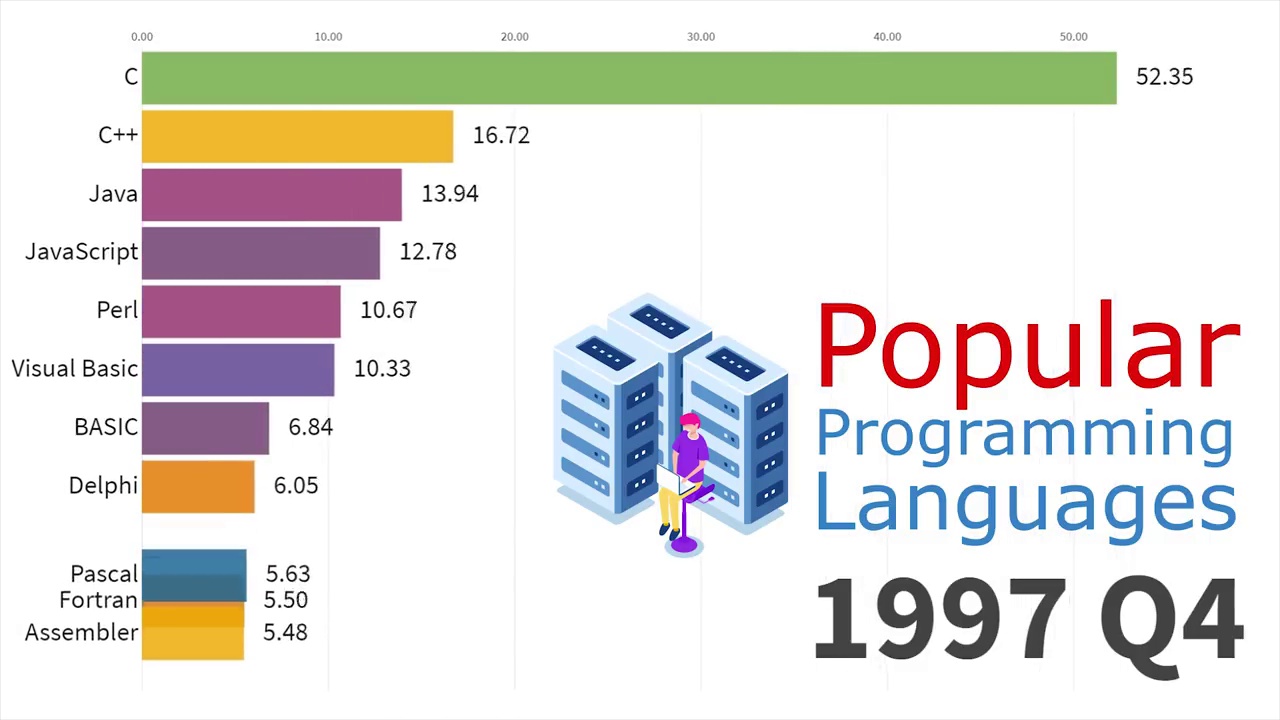 0.00 10.00 20.00 30.00 40.00 50.00
C 52.35
C++ 16.72
Java 13.94
JavaScript 12.78
Perl 10.67
Visual Basic 10.33
BASIC 6.84
Delphi 6.05
Pascal 5.63
Fortran 5.50
Assembler 5.48
Popular
Programming
Languages
1997 Q4